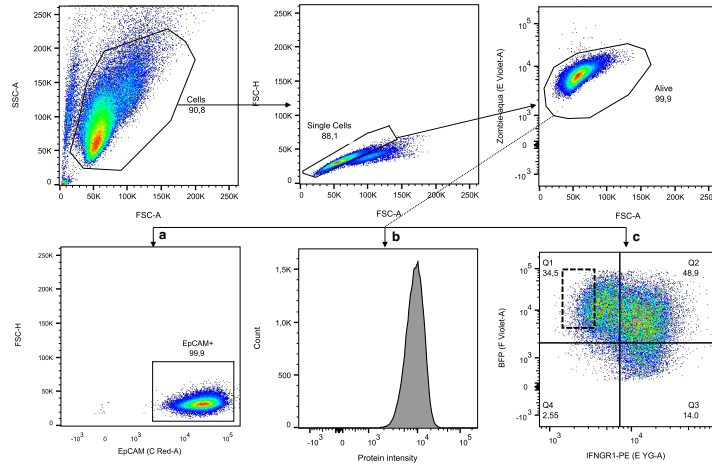 250K
200K
150K
100K
50K
0
SSC-A
Cells
90,8
0
50K
100K
150K
200K
250K
FSC-A
250K
200K
150K
100K
50K
0
FSC-H
Single Cells
88,1
0
50K
100K
150K
200K
250K
FSC-A
10^5
10^4
10^3
0
-10^3
Zombie aqua (E Violet-A)
Alive
99,9
0
50K
100K
150K
200K
250K
FSC-A
a
b
c
250K
200K
150K
100K
50K
0
FSC-H
EpCAM+
99,9
-10^3
0
10^3
10^4
10^5
EpCAM (C Red-A)
1,5K
1,0K
500
0
Count
-10^3
0
10^3
10^4
10^5
Protein intensity
Q1
34,5
Q2
48,9
Q4
2,55
Q3
14,0
10^5
10^4
10^3
0
-10^3
BFP (F Violet-A)
10^3
10^4
10^5
IFNGR1-PE (E YG-A)